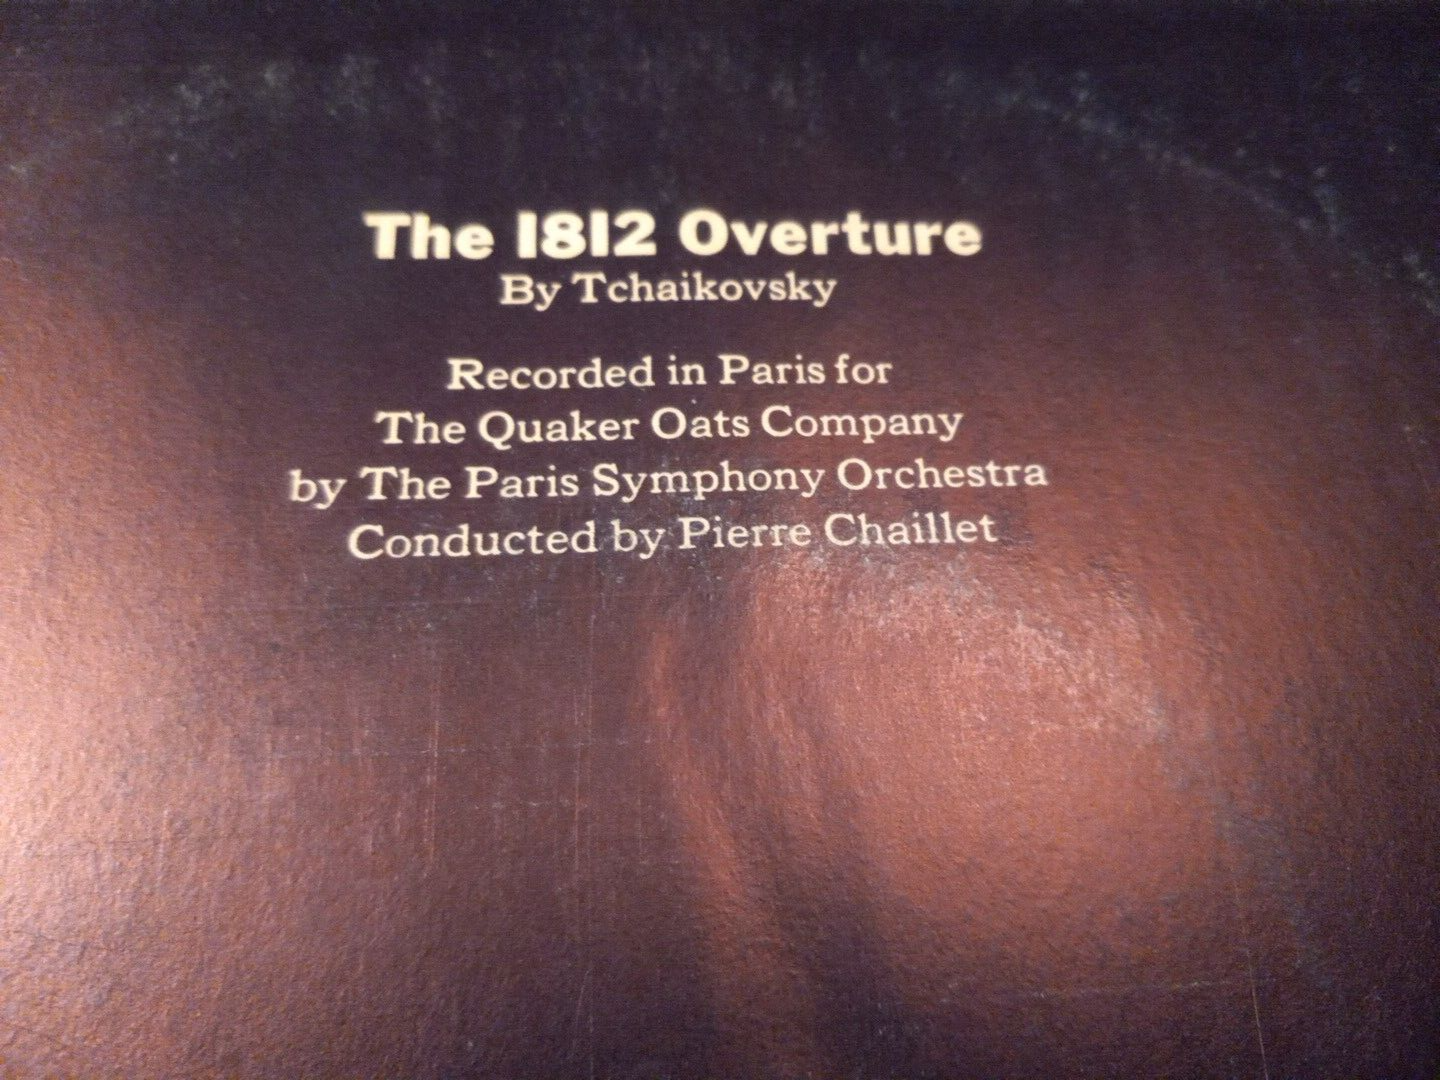 The 1812 Overture
By Tchaikovsky
Recorded in Paris for
The Quaker Oats Company
by The Paris Symphony Orchestra
Conducted by Pierre Chaillet